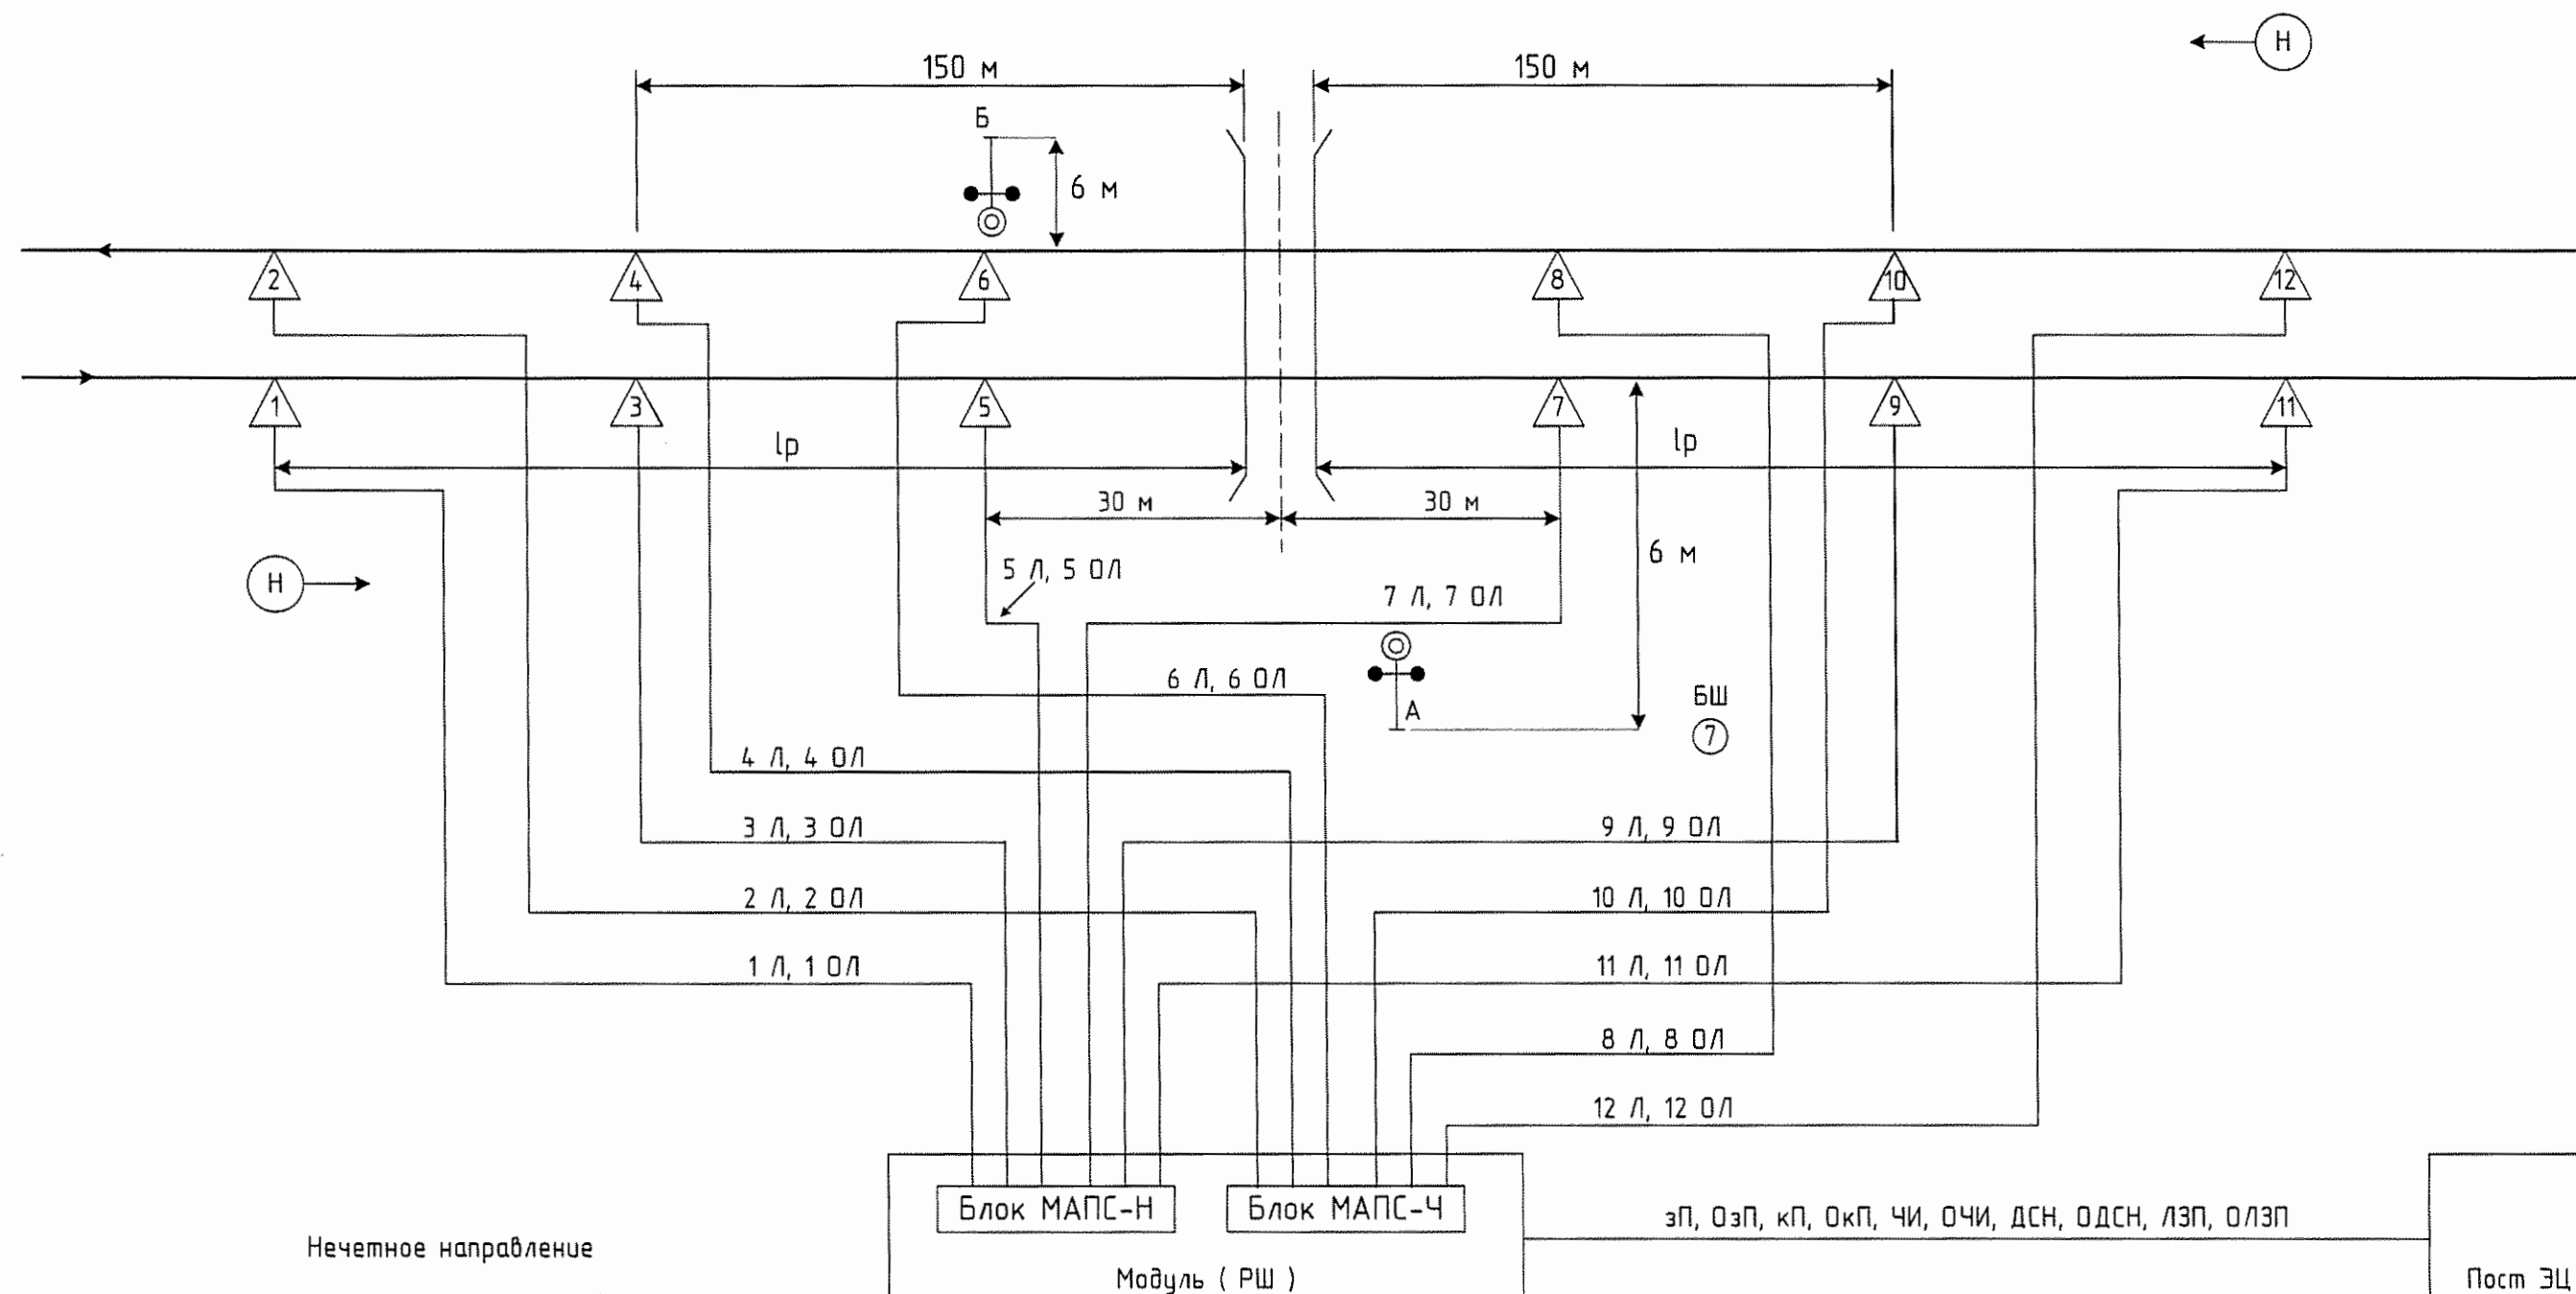 Н
150 м
150 м
Б
6 м
2
4
6
8
10
12
1
3
5
7
9
11
lp
lp
30 м
30 м
Н
5 Л, 5 ОЛ
6 м
7 Л, 7 ОЛ
6 Л, 6 ОЛ
А
БШ
7
4 Л, 4 ОЛ
3 Л, 3 ОЛ
9 Л, 9 ОЛ
2 Л, 2 ОЛ
10 Л, 10 ОЛ
1 Л, 1 ОЛ
11 Л, 11 ОЛ
8 Л, 8 ОЛ
12 Л, 12 ОЛ
Блок МАПС-Н
Блок МАПС-Ч
зП, ОзП, кП, ОкП, ЧИ, ОЧИ, ДСН, ОДСН, ЛЗП, ОЛЗП
Нечетное направление
Модуль ( РШ )
Пост ЭЦ